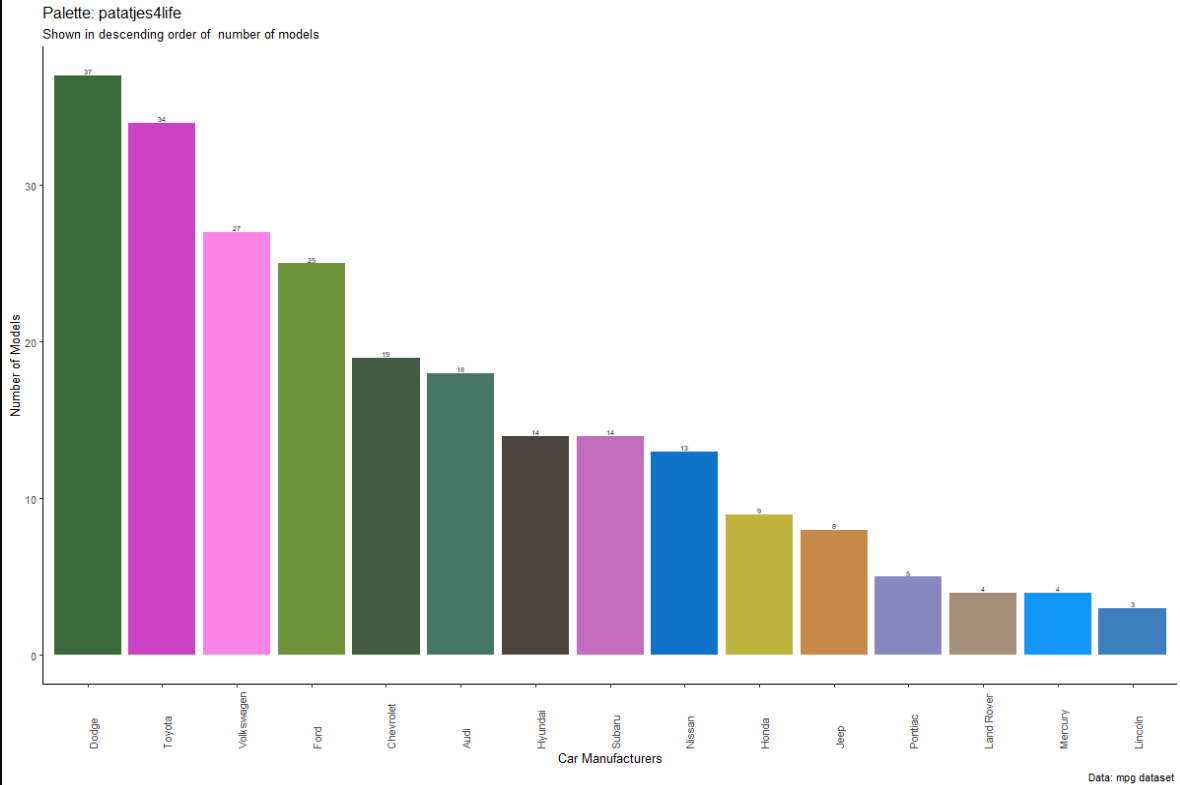 Palette: patatjes4life
Shown in descending order of  number of models
37
34
27
25
19
18
14
14
13
9
8
5
4
4
3
30
20
10
0
Number of Models
Dodge
Toyota
Volkswagen
Ford
Chevrolet
Audi
Hyundai
Subaru
Nissan
Honda
Jeep
Pontiac
Land Rover
Mercury
Lincoln
Car Manufacturers
Data: mpg dataset